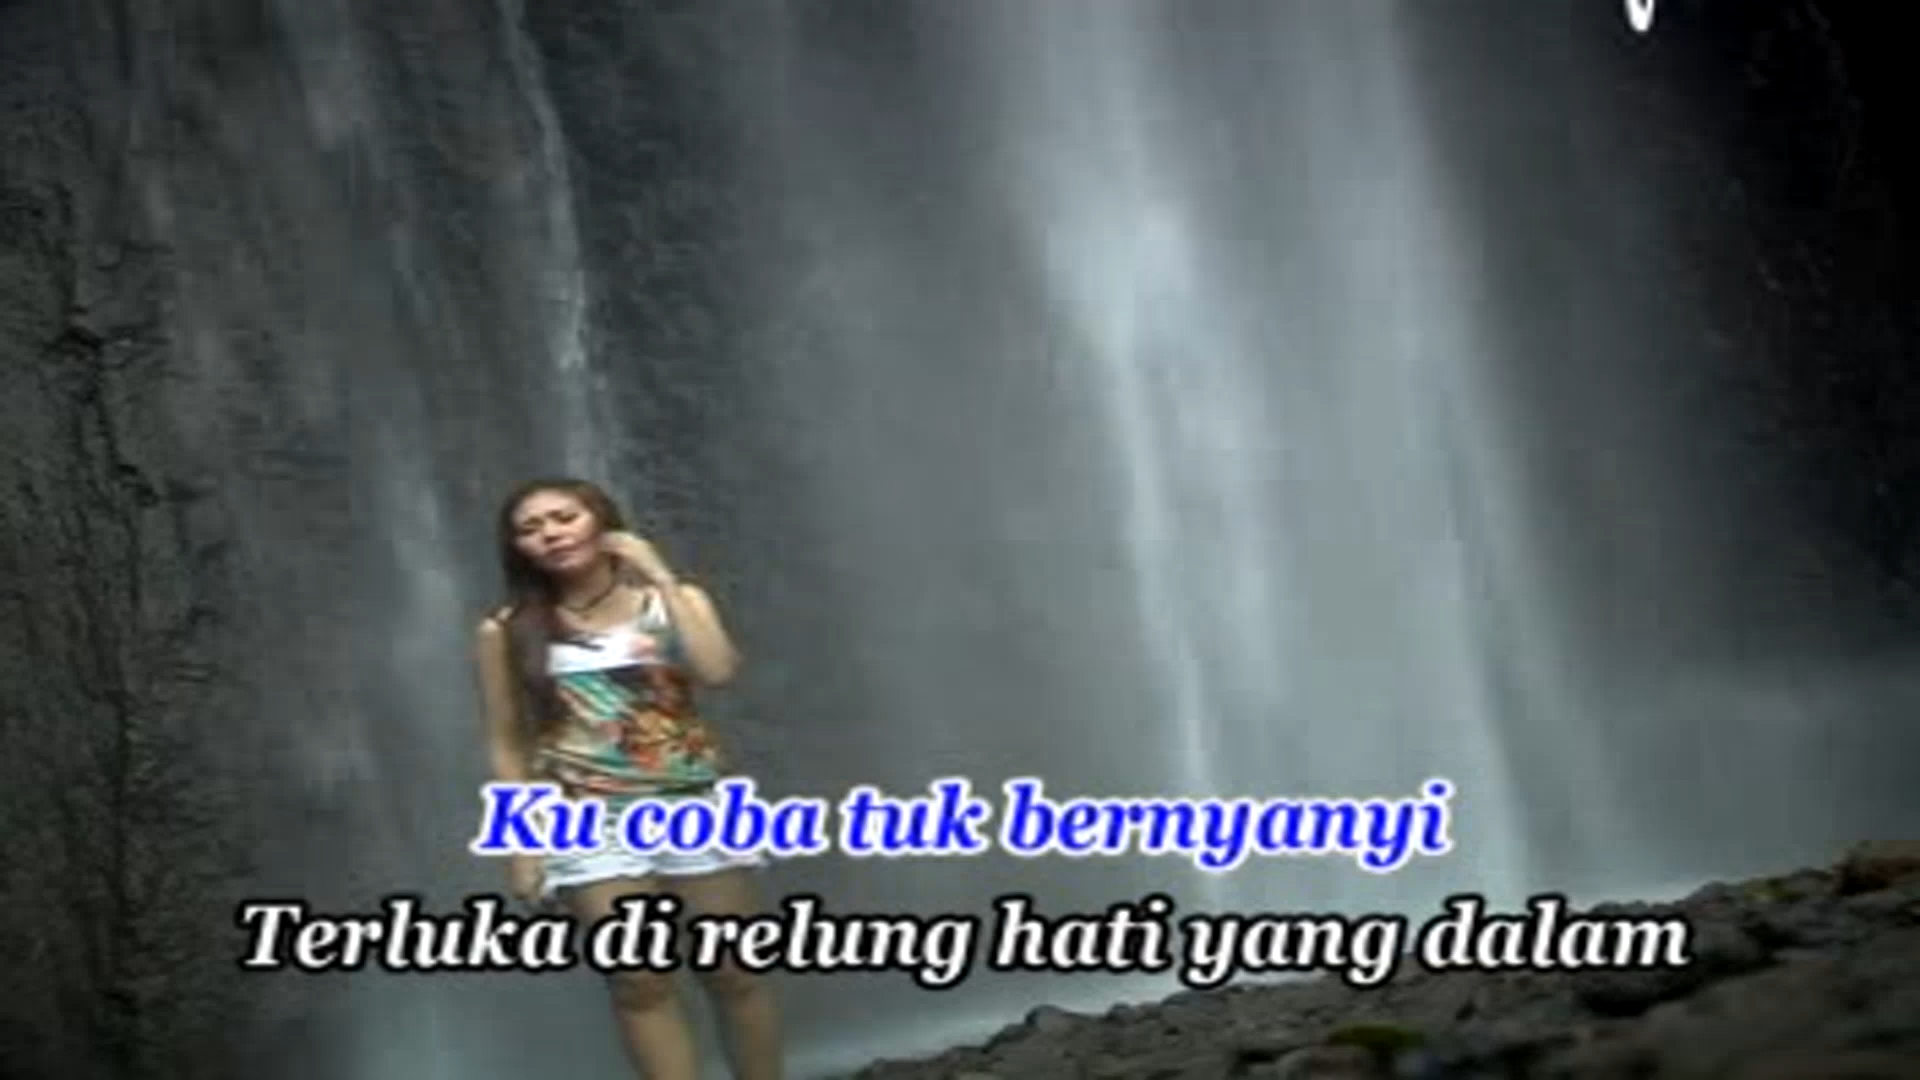 Ku coba tuk bernyanyi
Terluka di relung hati yang dalam